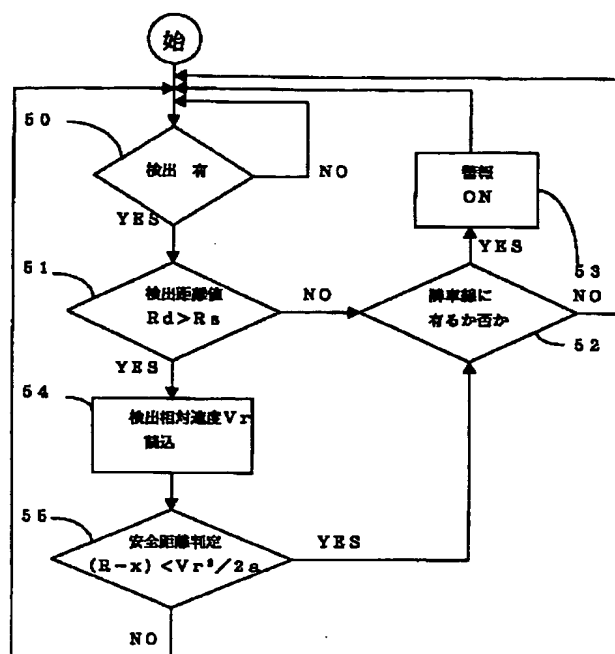 始
50
検出 有
NO
YES
警報
ON
53
YES
51
検出距離値
Rd>Rs
NO
隣車線に
有るか否か
NO
52
YES
54
検出相対速度Vr
読込
55
安全距離判定
(R-x)<Vr²/2a
YES
NO